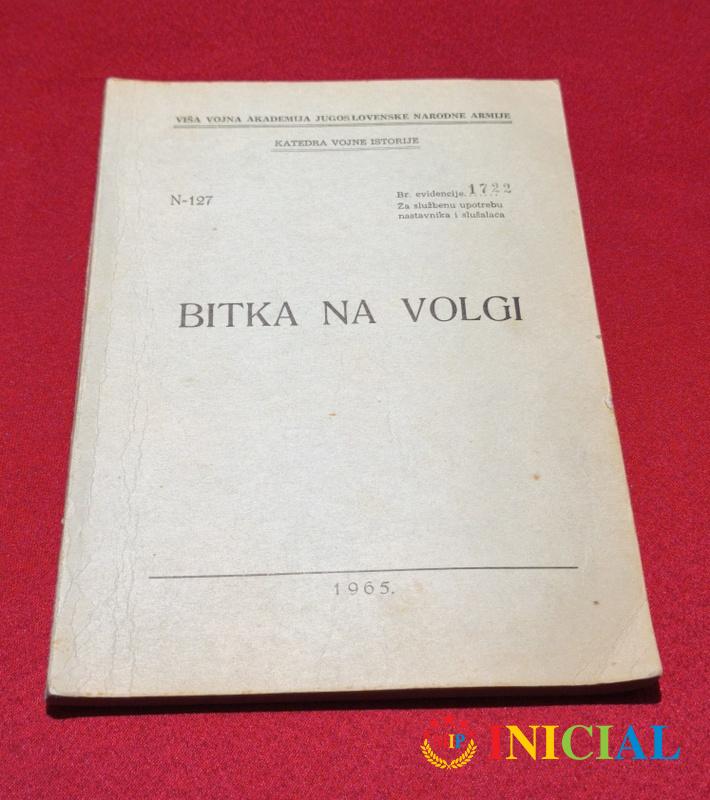 VIŠA VOJNA AKADEMIJA JUGOSLOVENSKE NARODNE ARMIJE
KATEDRA VOJNE ISTORIJE
N-127
Br. evidencije 1722
Za službenu upotrebu
nastavnika i slušalaca
BITKA NA VOLGI
1965.
IP INICIAL